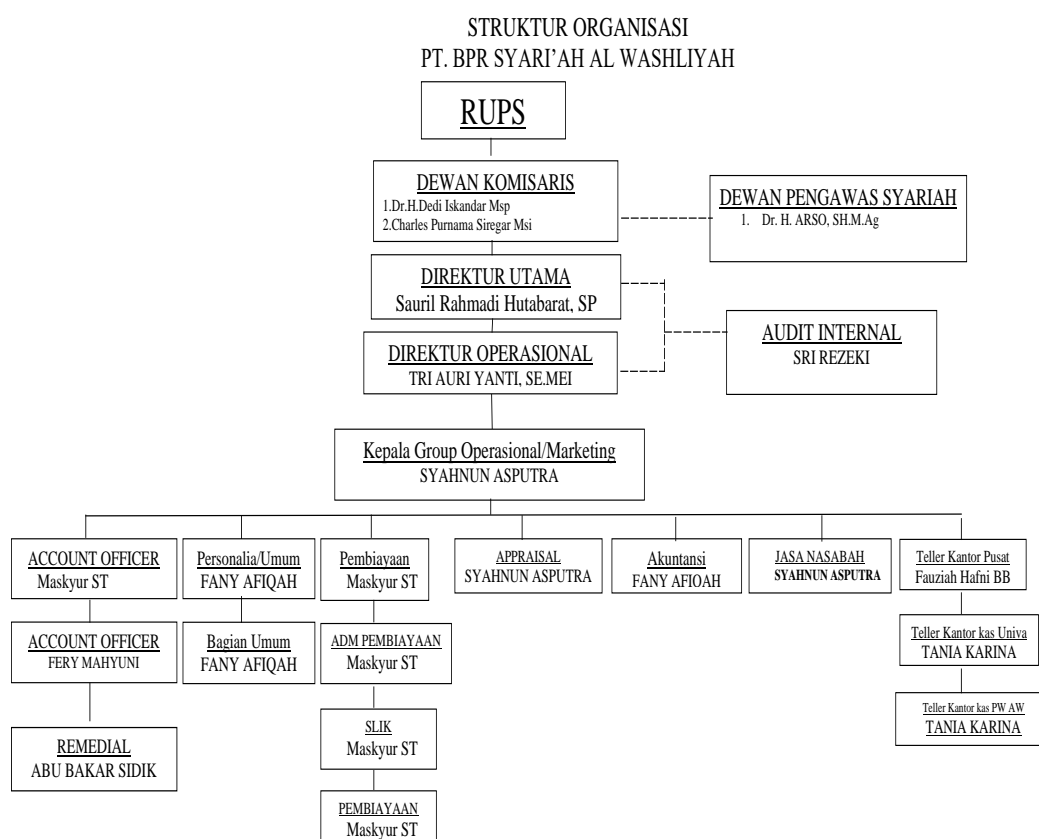 STRUKTUR ORGANISASI
PT. BPR SYARI’AH AL WASHLIYAH
RUPS
DEWAN KOMISARIS
1.Dr.H.Dedi Iskandar Msp
2.Charles Purnama Siregar Msi
DEWAN PENGAWAS SYARIAH
1. Dr. H. ARSO, SH.M.Ag
DIREKTUR UTAMA
Sauril Rahmadi Hutabarat, SP
AUDIT INTERNAL
SRI REZEKI
DIREKTUR OPERASIONAL
TRI AURI YANTI, SE.MEI
Kepala Group Operasional/Marketing
SYAHNUN ASPUTRA
ACCOUNT OFFICER
Maskyur ST
Personalia/Umum
FANY AFIQAH
Pembiayaan
Maskyur ST
APPRAISAL
SYAHNUN ASPUTRA
Akuntansi
FANY AFIOAH
JASA NASABAH
SYAHNUN ASPUTRA
Teller Kantor Pusat
Fauziah Hafni BB
ACCOUNT OFFICER
FERY MAHYUNI
Bagian Umum
FANY AFIQAH
ADM PEMBIAYAAN
Maskyur ST
Teller Kantor kas Univa
TANIA KARINA
REMEDIAL
ABU BAKAR SIDIK
SLIK
Maskyur ST
Teller Kantor kas PW AW
TANIA KARINA
PEMBIAYAAN
Maskyur ST